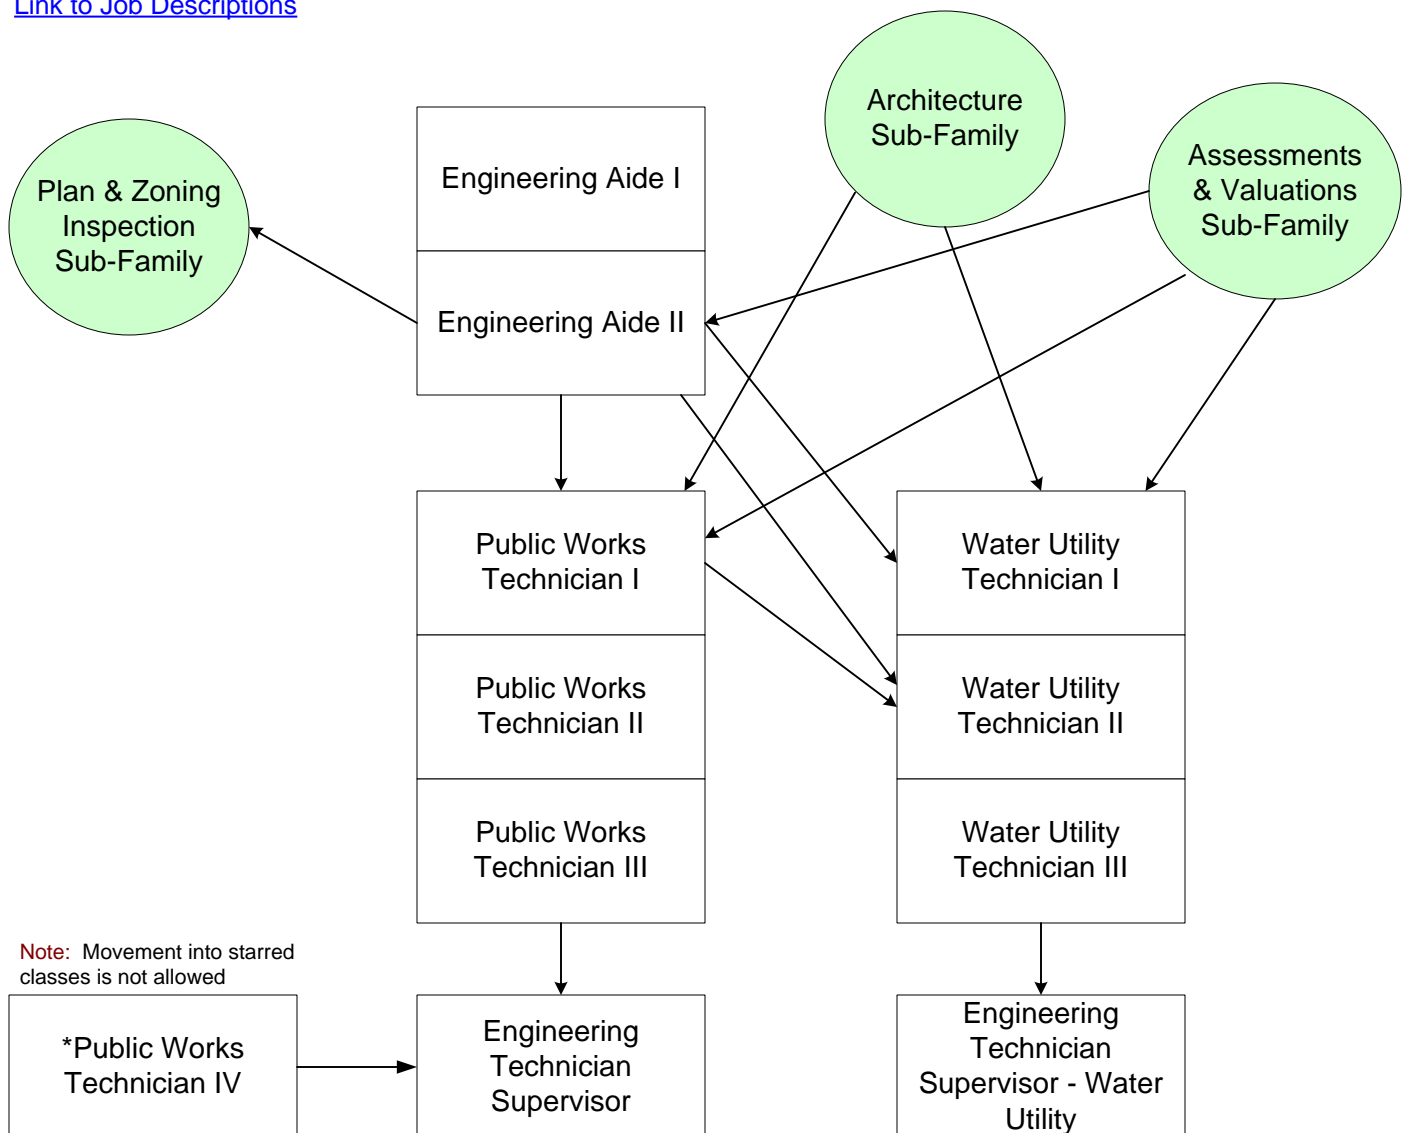 Link to Job Descriptions
Architecture
Sub-Family
Assessments
& Valuations
Sub-Family
Plan & Zoning
Inspection
Sub-Family
Engineering Aide I
Engineering Aide II
Public Works
Technician I
Water Utility
Technician I
Public Works
Technician II
Water Utility
Technician II
Public Works
Technician III
Water Utility
Technician III
Note: Movement into starred
classes is not allowed
*Public Works
Technician IV
Engineering
Technician
Supervisor
Engineering
Technician
Supervisor - Water
Utility